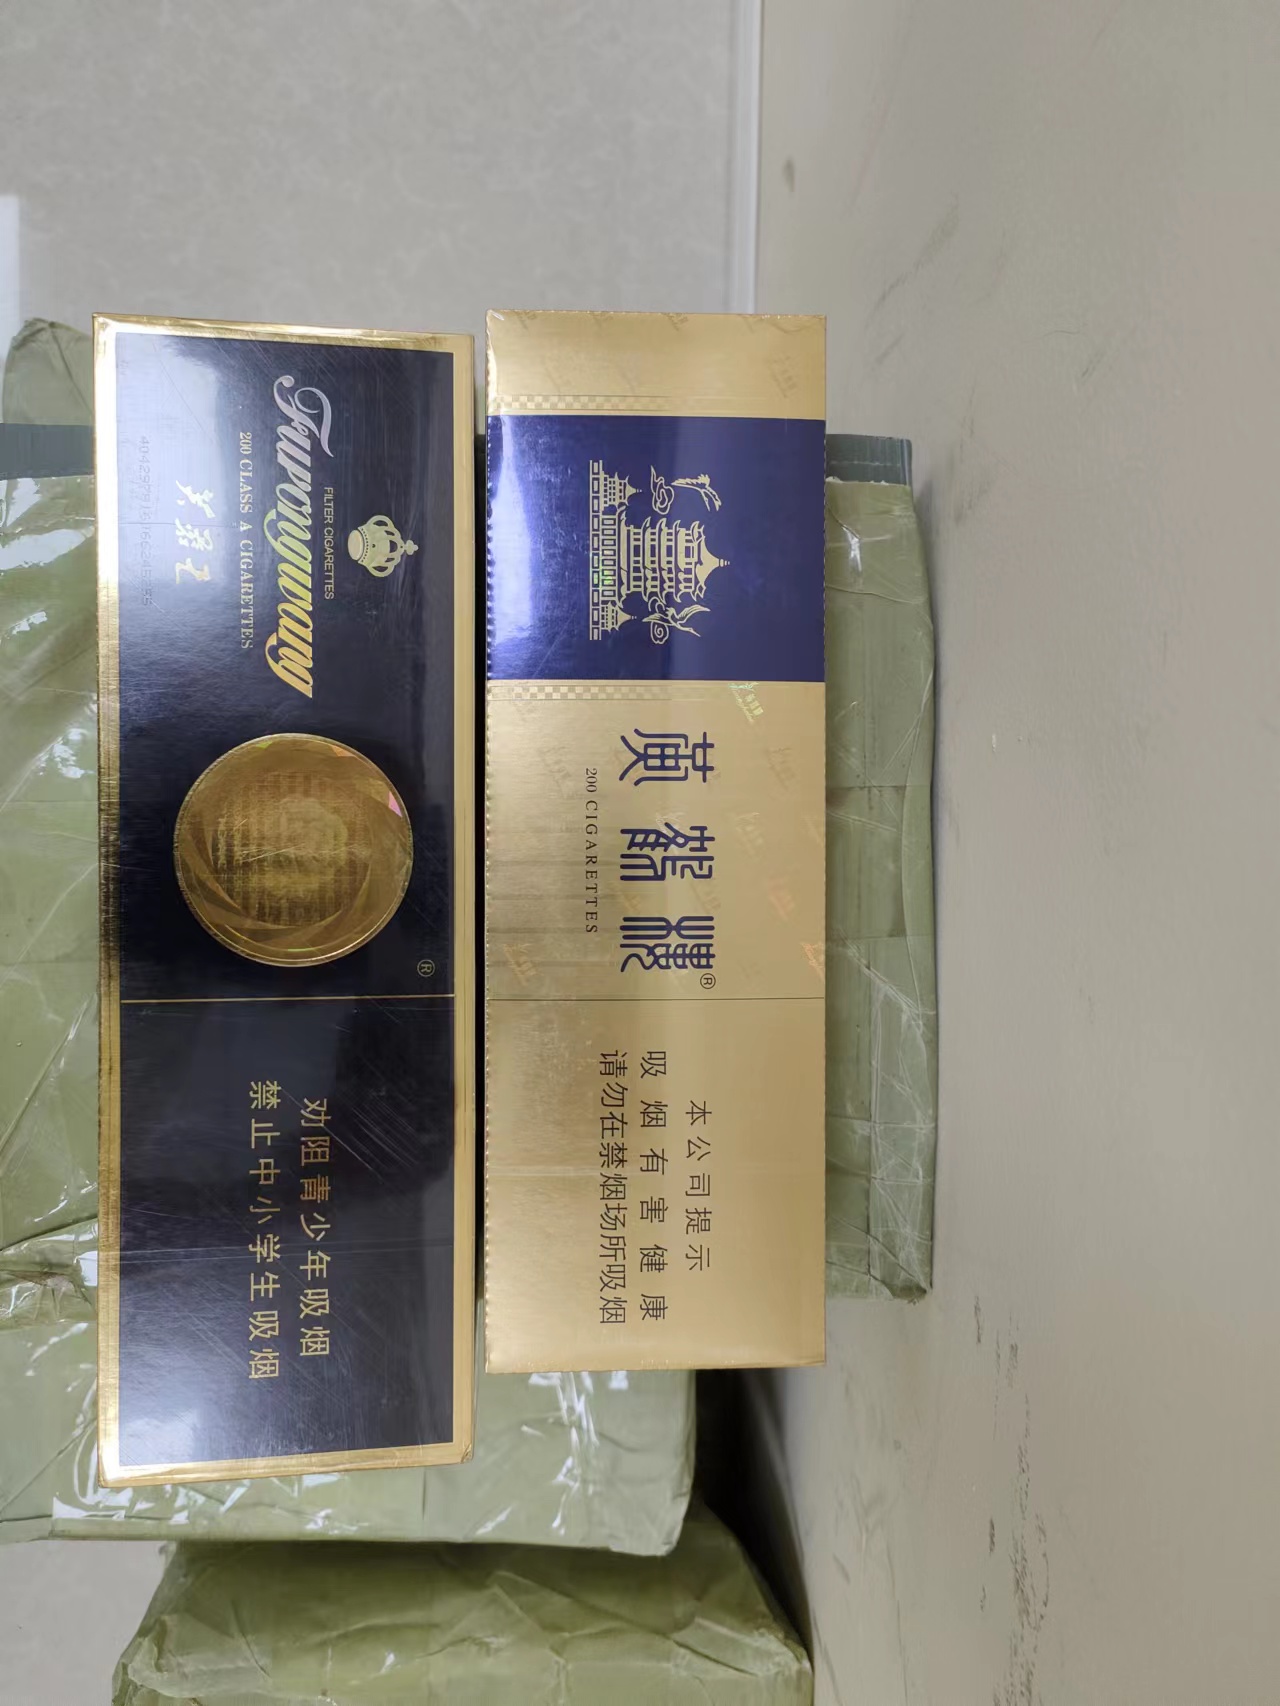 FILTER CIGARETTES
Furongwang
200 CLASS A CIGARETTES
芙蓉王
®
劝阻青少年吸烟
禁止中小学生吸烟
黄鹤楼®
200 CIGARETTES
本公司提示
吸烟有害健康
请勿在禁烟场所吸烟